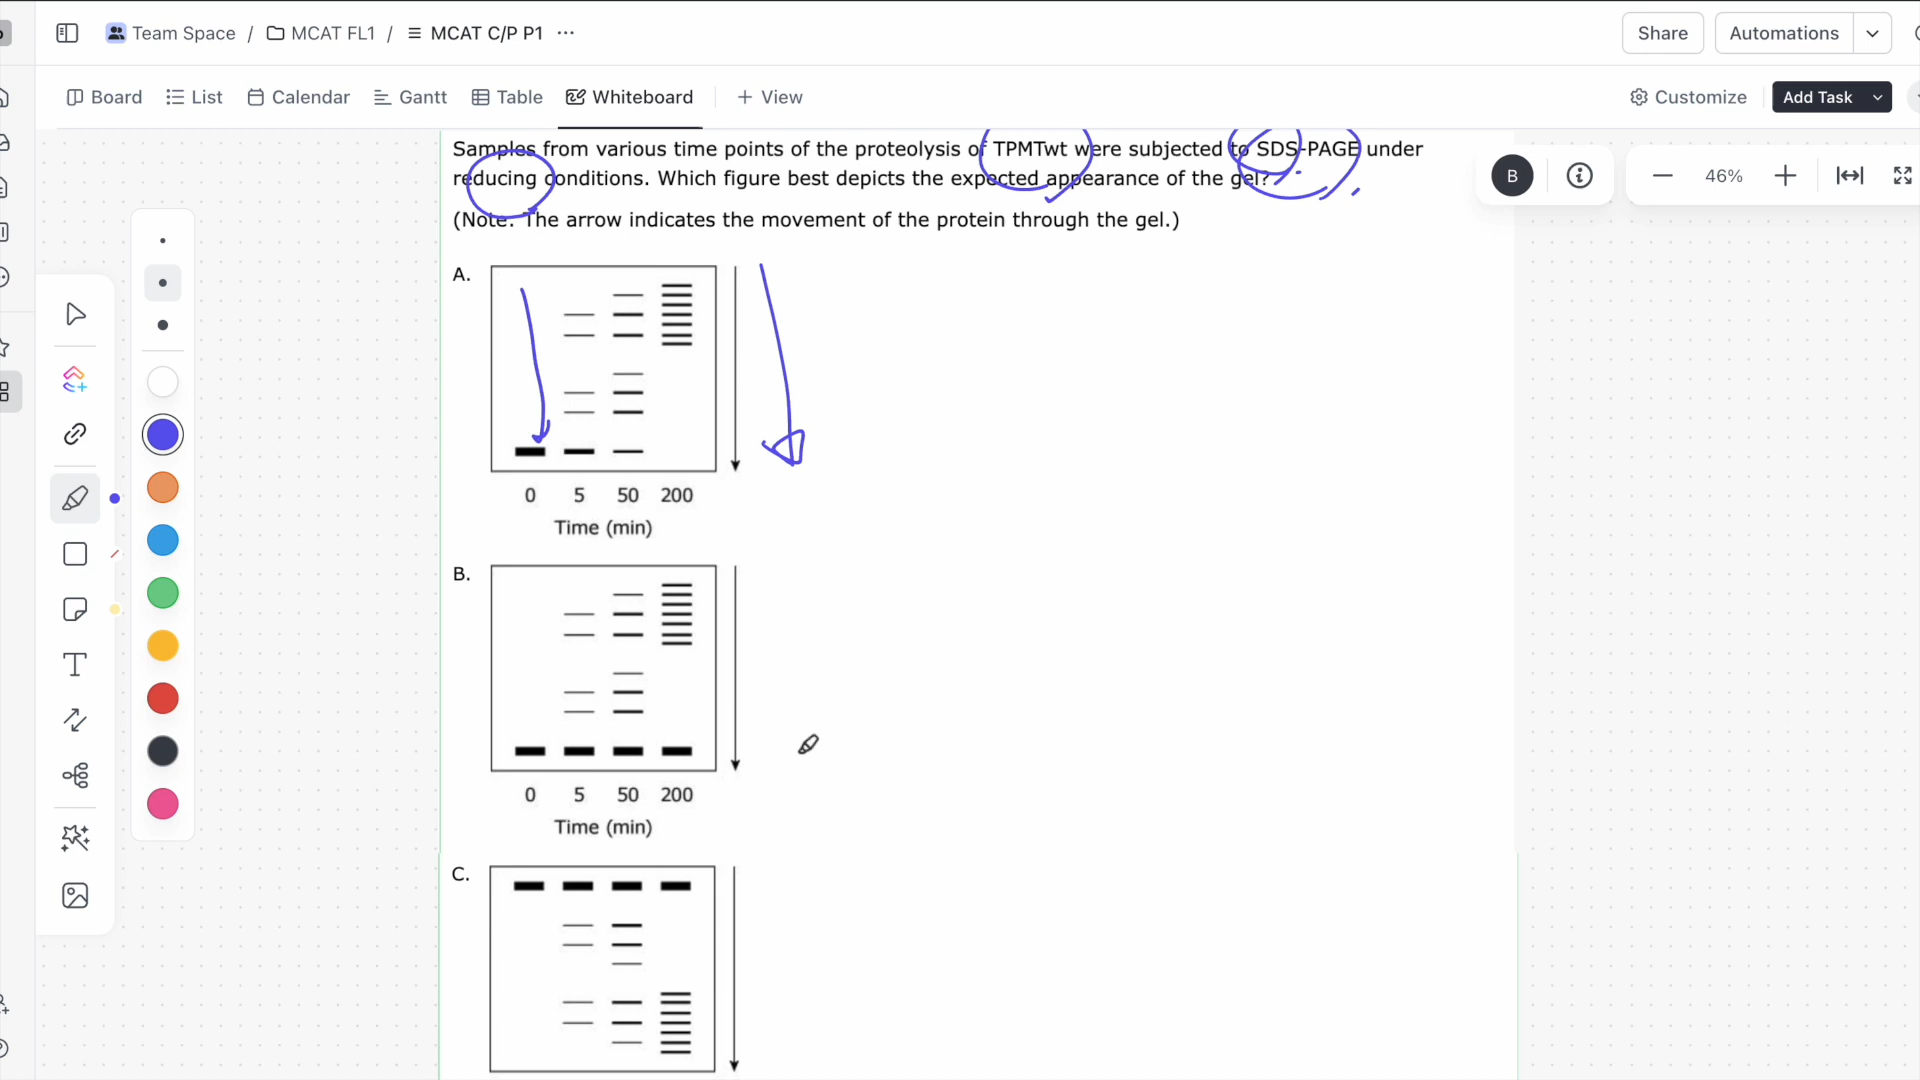 Team Space / MCAT FL1 / MCAT C/P P1 ...
Share
Automations
Board
List
Calendar
Gantt
Table
Whiteboard
+ View
Customize
Add Task
Samples from various time points of the proteolysis of TPMTwt were subjected to SDS-PAGE under
reducing conditions. Which figure best depicts the expected appearance of the gel?
(Note: The arrow indicates the movement of the protein through the gel.)
B
46%
A.
0 5 50 200
Time (min)
B.
0 5 50 200
Time (min)
C.